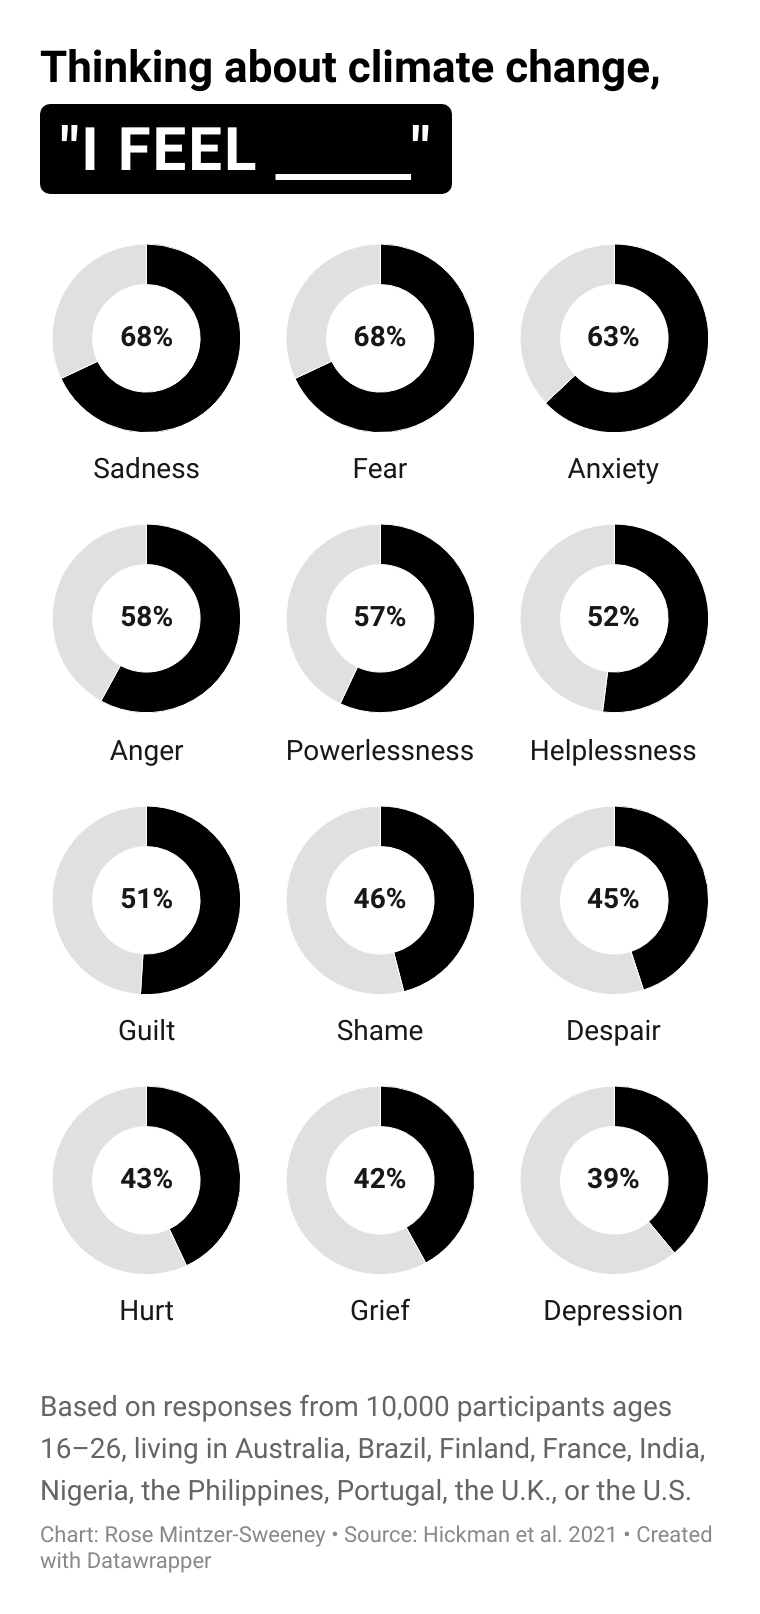 Thinking about climate change,
"I FEEL ____"
68% 68% 63%
Sadness Fear Anxiety
58% 57% 52%
Anger Powerlessness Helplessness
51% 46% 45%
Guilt Shame Despair
43% 42% 39%
Hurt Grief Depression
Based on responses from 10,000 participants ages
16–26, living in Australia, Brazil, Finland, France, India,
Nigeria, the Philippines, Portugal, the U.K., or the U.S.
Chart: Rose Mintzer-Sweeney • Source: Hickman et al. 2021 • Created
with Datawrapper